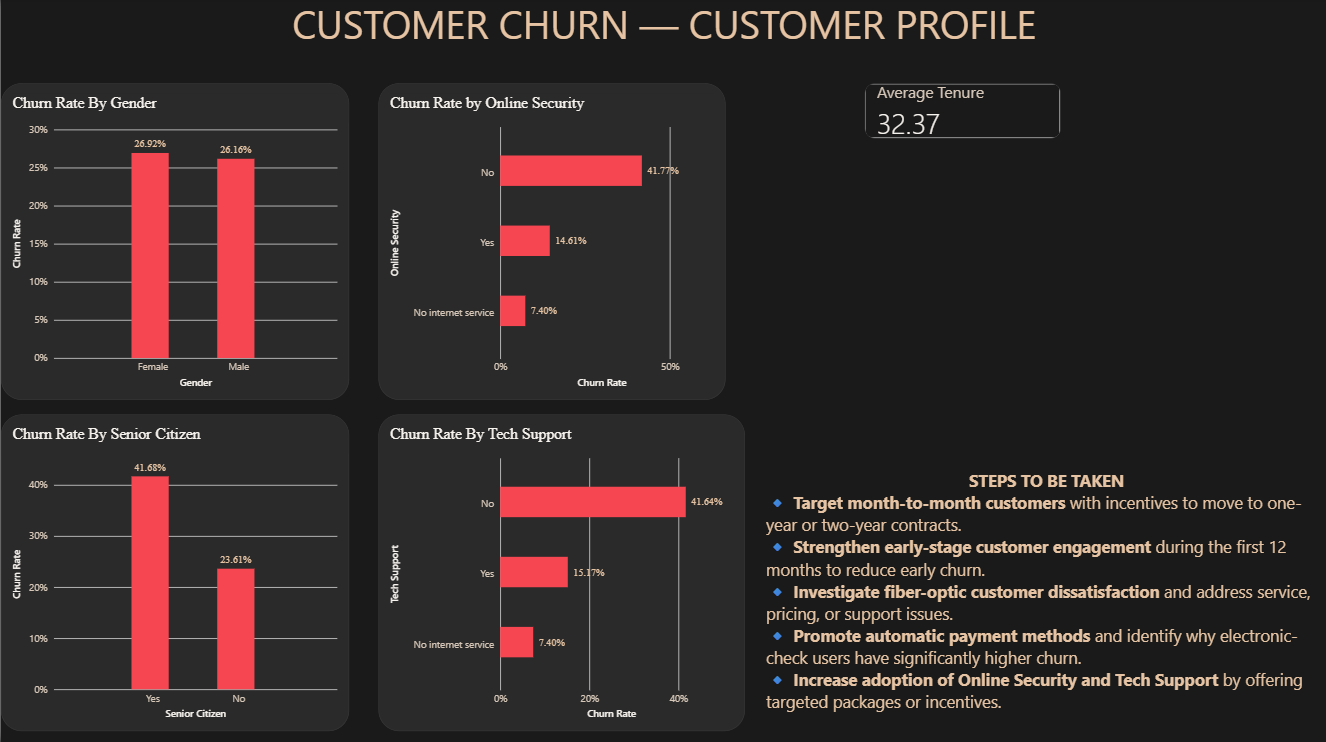 CUSTOMER CHURN — CUSTOMER PROFILE
Churn Rate By Gender
30%
25%
20%
15%
10%
5%
0%
Churn Rate
26.92%
26.16%
Female
Male
Gender
Churn Rate by Online Security
Online Security
No
41.77%
Yes
14.61%
No internet service
7.40%
0%
50%
Churn Rate
Average Tenure
32.37
Churn Rate By Senior Citizen
40%
30%
20%
10%
0%
Churn Rate
41.68%
23.61%
Yes
No
Senior Citizen
Churn Rate By Tech Support
Tech Support
No
41.64%
Yes
15.17%
No internet service
7.40%
0%
20%
40%
Churn Rate
STEPS TO BE TAKEN
🔹 Target month-to-month customers with incentives to move to one-
year or two-year contracts.
🔹 Strengthen early-stage customer engagement during the first 12
months to reduce early churn.
🔹 Investigate fiber-optic customer dissatisfaction and address service,
pricing, or support issues.
🔹 Promote automatic payment methods and identify why electronic-
check users have significantly higher churn.
🔹 Increase adoption of Online Security and Tech Support by offering
targeted packages or incentives.